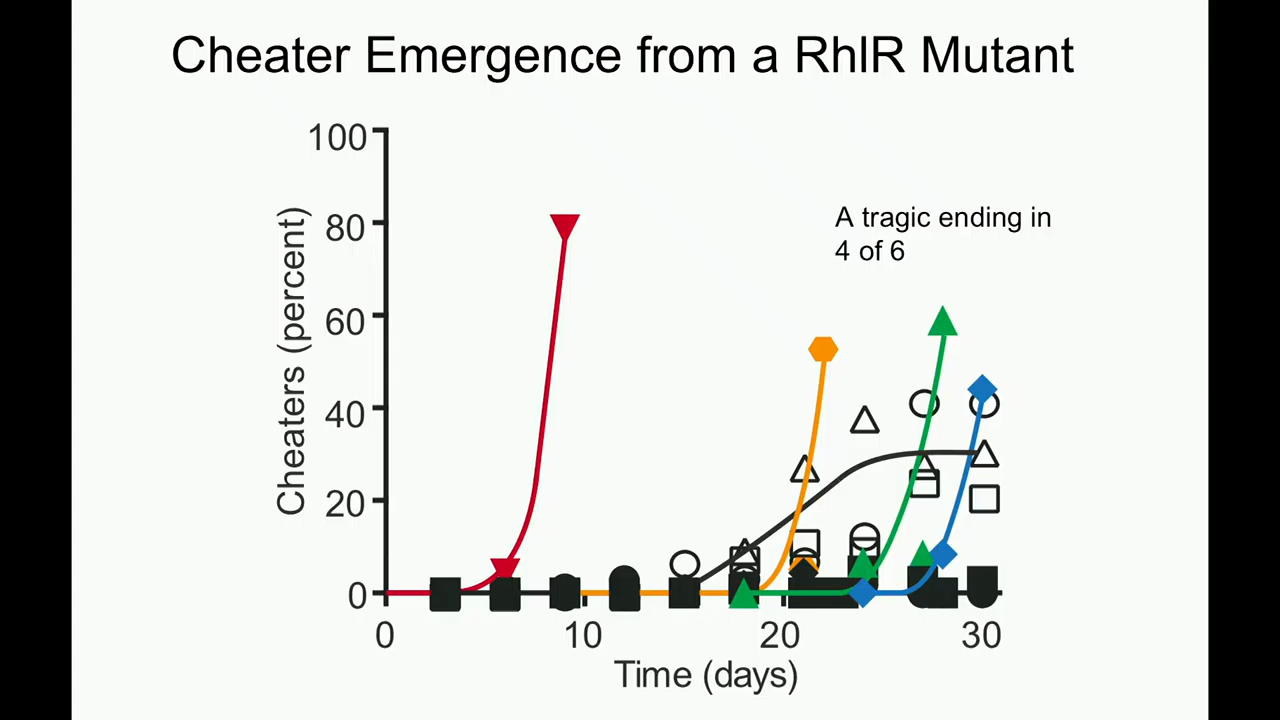 Cheater Emergence from a RhlR Mutant
100
80
60
40
20
0
Cheaters (percent)
A tragic ending in
4 of 6
0 10 20 30
Time (days)